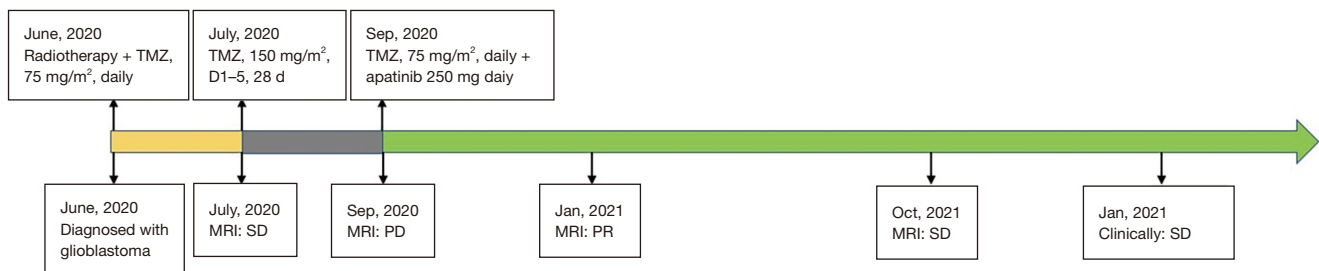 June, 2020
Radiotherapy + TMZ,
75 mg/m², daily
July, 2020
TMZ, 150 mg/m²,
D1–5, 28 d
Sep, 2020
TMZ, 75 mg/m², daily +
apatinib 250 mg daiy
June, 2020
Diagnosed with
glioblastoma
July, 2020
MRI: SD
Sep, 2020
MRI: PD
Jan, 2021
MRI: PR
Oct, 2021
MRI: SD
Jan, 2021
Clinically: SD